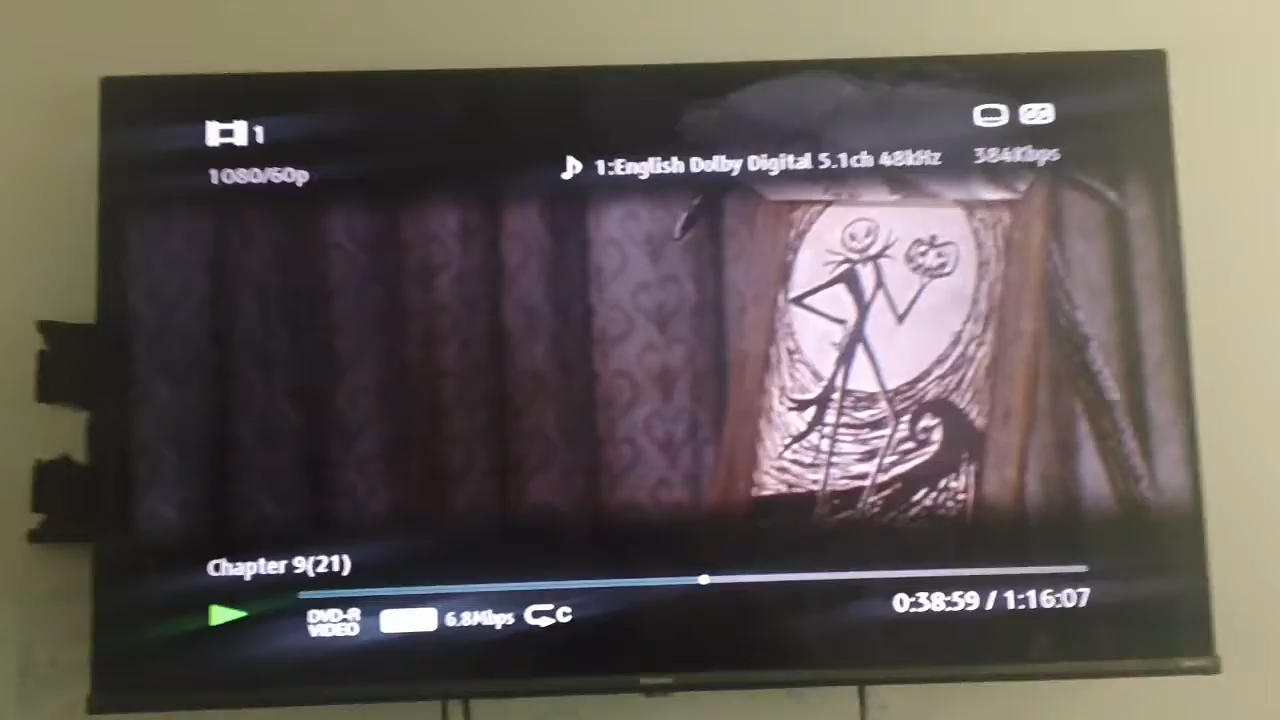 1
1080/60p
1:English Dolby Digital 5.1ch 48kHz 384Kbps
Chapter 9(21)
0:38:59 / 1:16:07
DVD-R
VIDEO
6.8Mbps
C